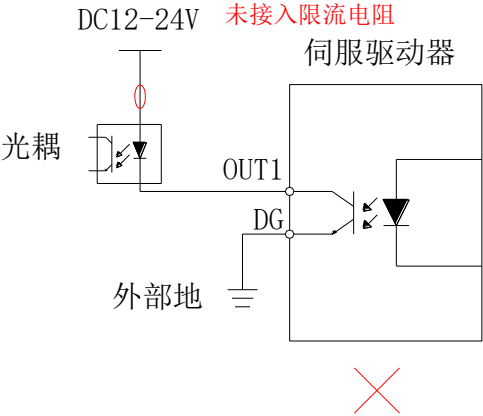 DC12-24V 未接入限流电阻
伺服驱动器
光耦
OUT1
DG
外部地